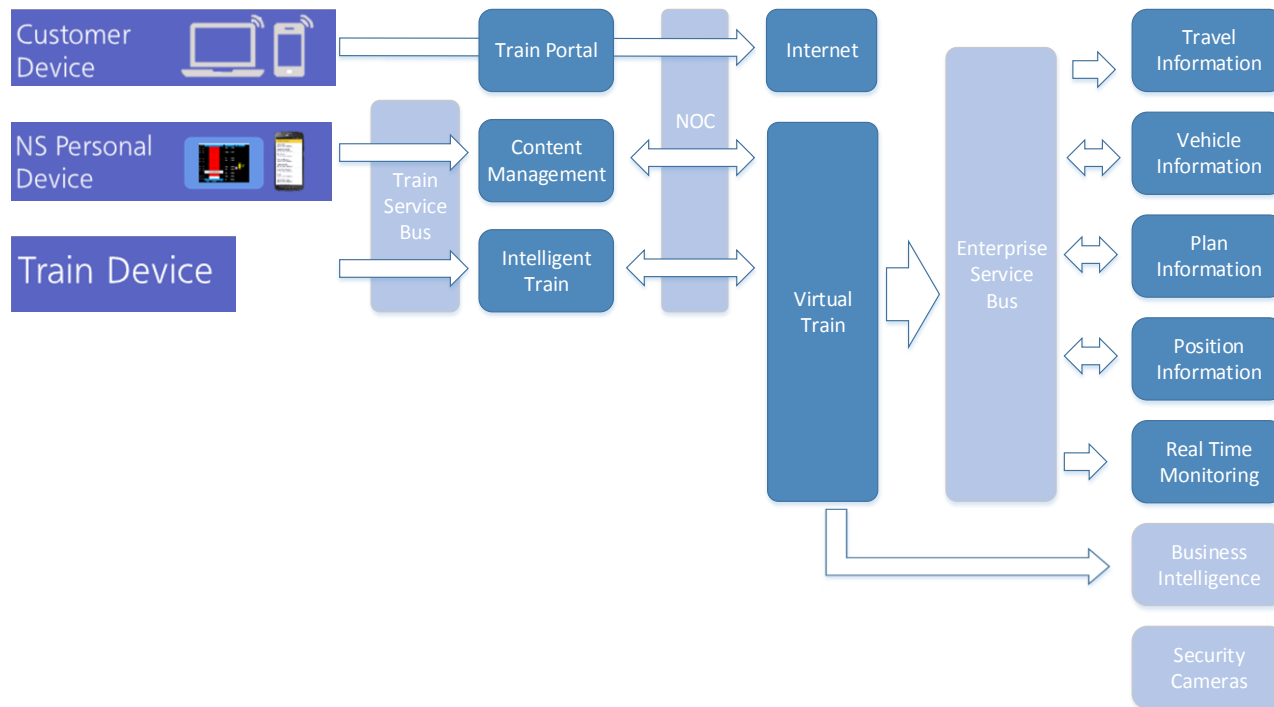 Customer
Device
Train Portal
Internet
Travel
Information
NS Personal
Device
Train
Service
Bus
Content
Management
NOC
Vehicle
Information
Train Device
Intelligent
Train
Virtual
Train
Enterprise
Service
Bus
Plan
Information
Position
Information
Real Time
Monitoring
Business
Intelligence
Security
Cameras